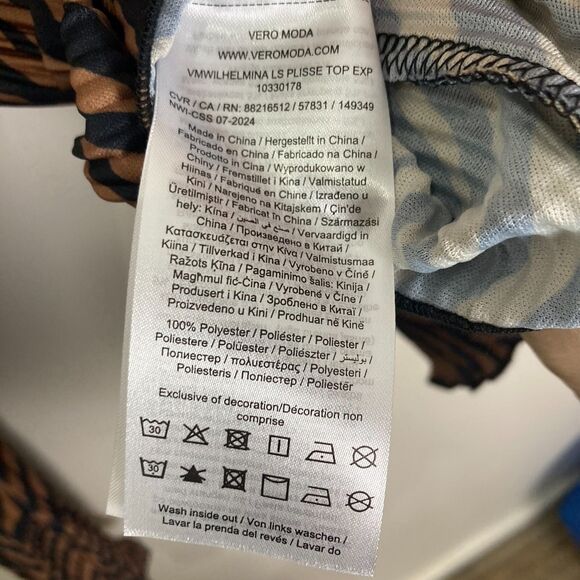 VERO MODA
WWW.VEROMODA.COM
VMWILHELMINA LS PLISSE TOP EXP
10330178
CVR / CA / RN: 88216512 / 57831 / 149349
NWI-CSS 07-2024
Made in China / Hergestellt in China /
Fabricado en China / Fabricado na China /
Prodotto in Cina / Wyprodukowano w
Chiny / Fremstillet i Kina / Valmistatud
Hiinas / Fabriqué en Chine / Izrađeno u
Kini / Narejeno na Kitajskem / Çin'de
Üretilmiştir / Fabricat în China / Származási
hely: Kína / صنع في الصين / Vervaardigd in
China / Произведено в Китай /
Κατασκευάζεται στην Κίνα / Valmistusmaa
Kiina / Tillverkad i Kina / Vyrobeno v Číně /
Ražots Ķīna / Pagaminimo šalis: Kinija /
Magħmul fiċ-Ċina / Vyrobené v Číne /
Produsert i Kina / Зроблено в Китаї /
Proizvedeno u Kini / Prodhuar në Kinë
100% Polyester / Poliéster / Poliester /
Poliestere / Polüester / Poliészter / بوليستر /
Полиестер / πολυεστέρας / Polyesteri /
Poliesteris / Поліестер / Poliestër
Exclusive of decoration/Décoration non
comprise
30
30
Wash inside out / Von links waschen /
Lavar la prenda del revés / Lavar do